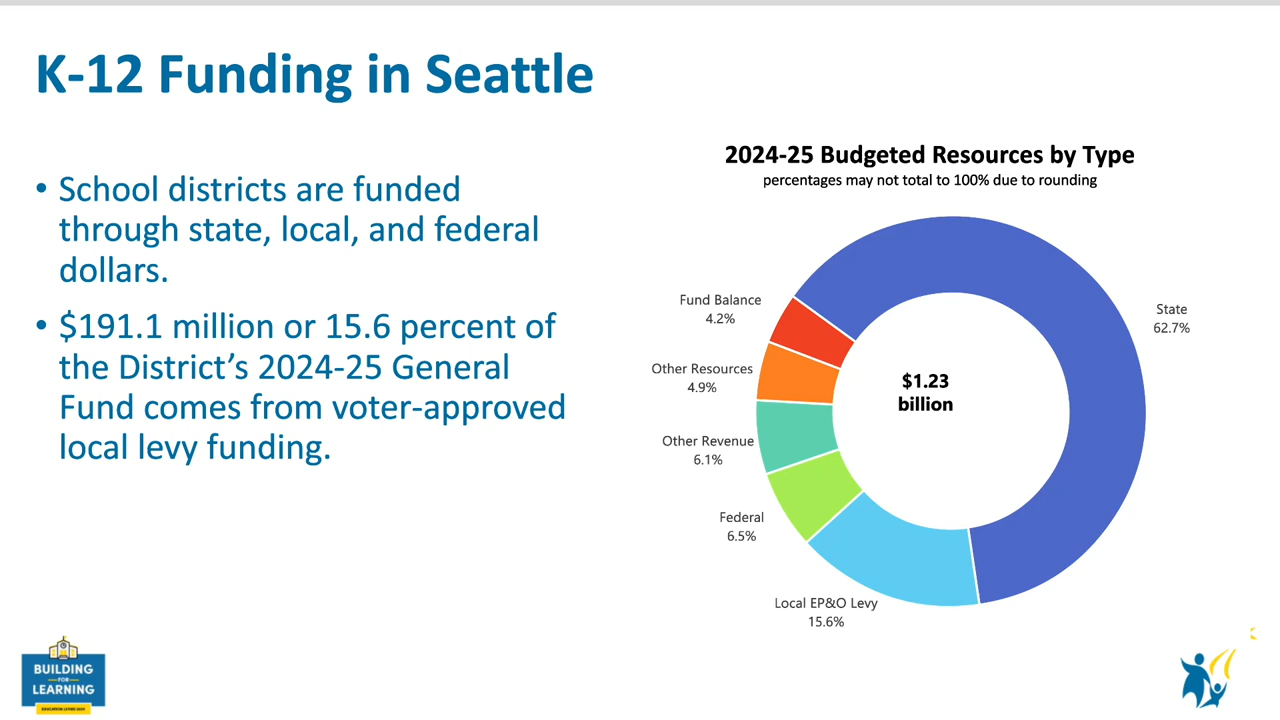 K-12 Funding in Seattle
• School districts are funded
through state, local, and federal
dollars.
• $191.1 million or 15.6 percent of
the District’s 2024-25 General
Fund comes from voter-approved
local levy funding.
2024-25 Budgeted Resources by Type
percentages may not total to 100% due to rounding
Fund Balance
4.2%
State
62.7%
Other Resources
4.9%
$1.23
billion
Other Revenue
6.1%
Federal
6.5%
Local EP&O Levy
15.6%
BUILDING
FOR
LEARNING